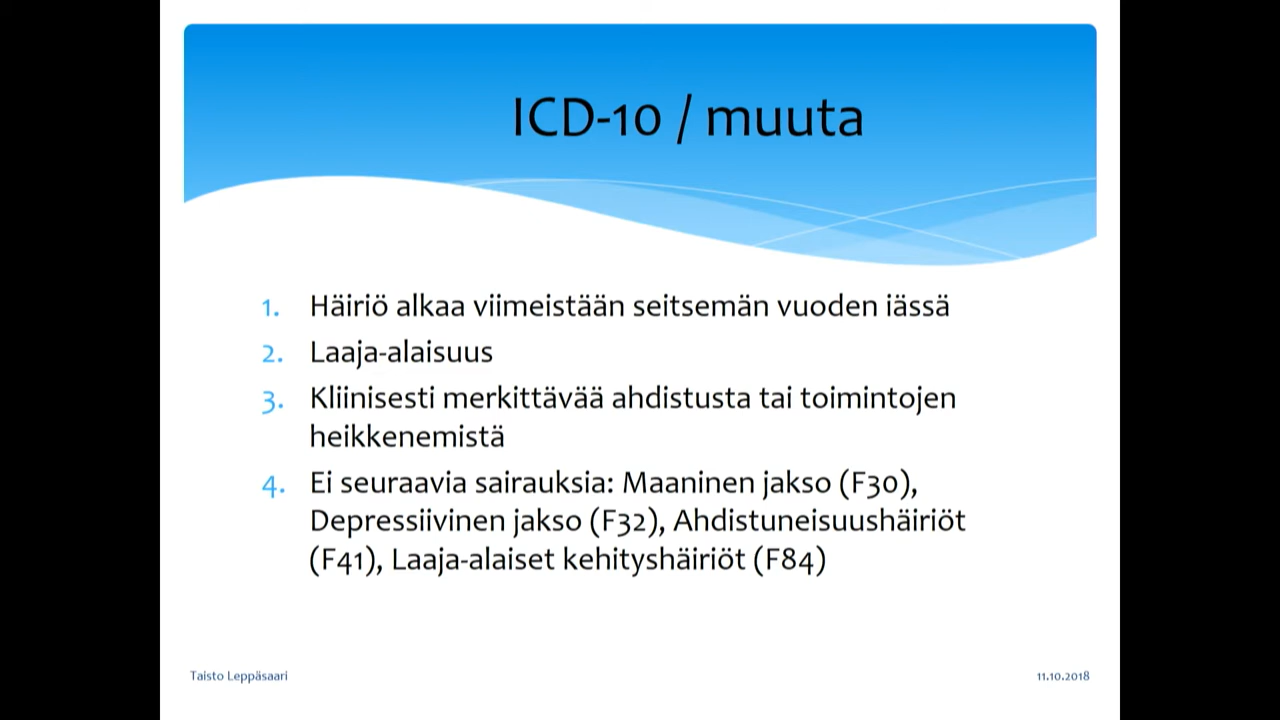 ICD-10 / muuta
1. Häiriö alkaa viimeistään seitsemän vuoden iässä
2. Laaja-alaisuus
3. Kliinisesti merkittävää ahdistusta tai toimintojen
heikkenemistä
4. Ei seuraavia sairauksia: Maaninen jakso (F30),
Depressiivinen jakso (F32), Ahdistuneisuushäiriöt
(F41), Laaja-alaiset kehityshäiriöt (F84)
Taisto Leppäsaari
11.10.2018